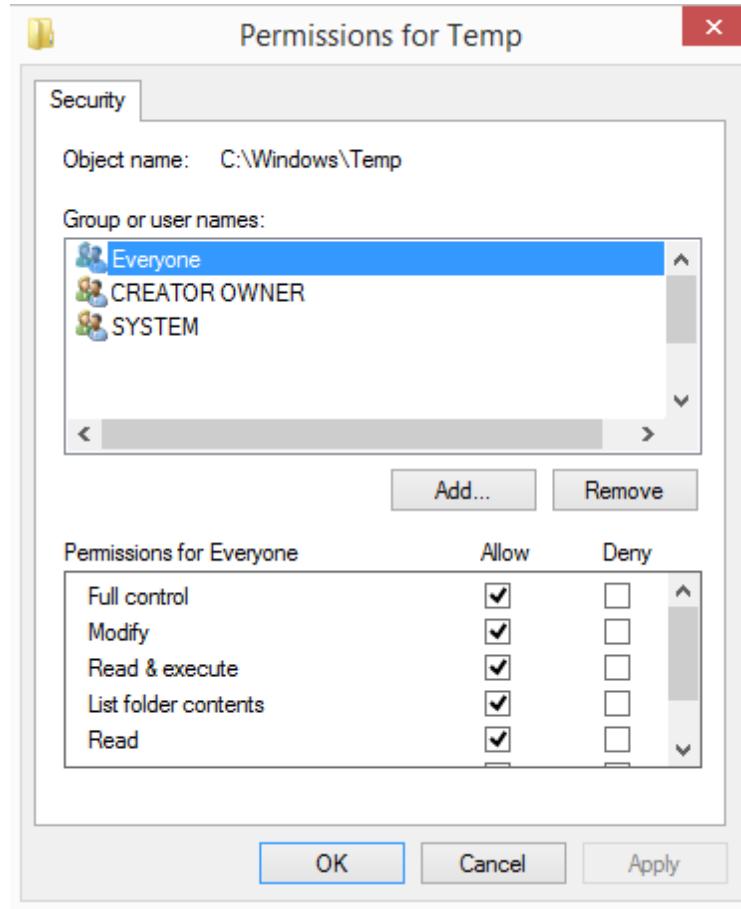 Permissions for Temp
Security
Object name: C:\Windows\Temp
Group or user names:
Everyone
CREATOR OWNER
SYSTEM
Add... Remove
Permissions for Everyone Allow Deny
Full control
Modify
Read & execute
List folder contents
Read
OK Cancel Apply